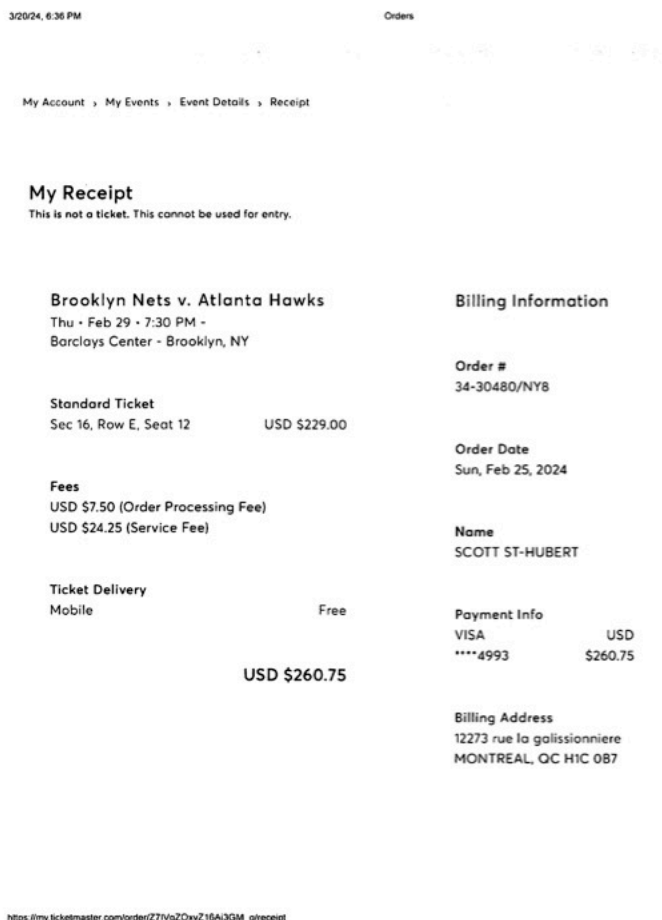 3/20/24, 6:36 PM Orders
My Account › My Events › Event Details › Receipt
My Receipt
This is not a ticket. This cannot be used for entry.
Brooklyn Nets v. Atlanta Hawks
Thu • Feb 29 • 7:30 PM -
Barclays Center - Brooklyn, NY
Standard Ticket
Sec 16, Row E, Seat 12 USD $229.00
Fees
USD $7.50 (Order Processing Fee)
USD $24.25 (Service Fee)
Ticket Delivery
Mobile Free
USD $260.75
Billing Information
Order #
34-30480/NY8
Order Date
Sun, Feb 25, 2024
Name
SCOTT ST-HUBERT
Payment Info
VISA USD
****4993 $260.75
Billing Address
12273 rue la galissionniere
MONTREAL, QC H1C 0B7